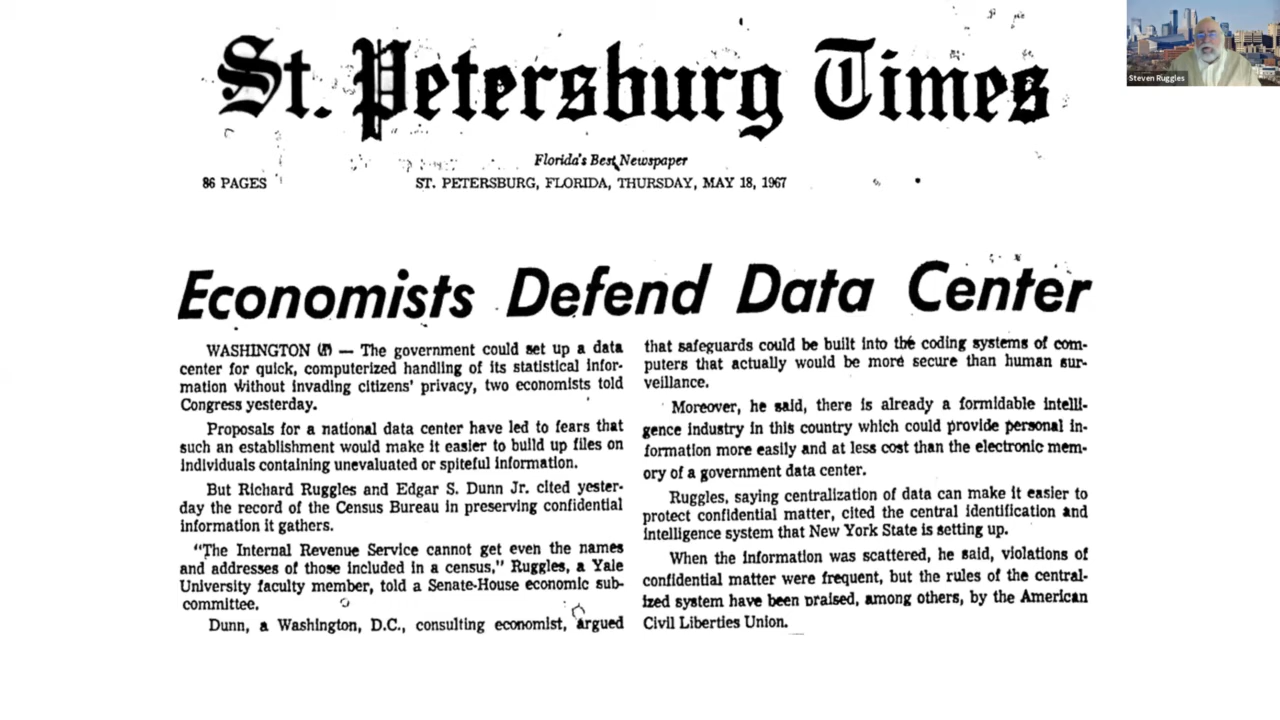 St. Petersburg Times
Steven Ruggles
Florida's Best Newspaper
86 PAGES
ST. PETERSBURG, FLORIDA, THURSDAY, MAY 18, 1967
Economists Defend Data Center
WASHINGTON (AP) — The government could set up a data
center for quick, computerized handling of its statistical infor-
mation without invading citizens' privacy, two economists told
Congress yesterday.
Proposals for a national data center have led to fears that
such an establishment would make it easier to build up files on
individuals containing unevaluated or spiteful information.
But Richard Ruggles and Edgar S. Dunn Jr. cited yester-
day the record of the Census Bureau in preserving confidential
information it gathers.
"The Internal Revenue Service cannot get even the names
and addresses of those included in a census," Ruggles, a Yale
University faculty member, told a Senate-House economic sub-
committee.
Dunn, a Washington, D.C., consulting economist, argued
that safeguards could be built into the coding systems of com-
puters that actually would be more secure than human sur-
veillance.
Moreover, he said, there is already a formidable intelli-
gence industry in this country which could provide personal in-
formation more easily and at less cost than the electronic mem-
ory of a government data center.
Ruggles, saying centralization of data can make it easier to
protect confidential matter, cited the central identification and
intelligence system that New York State is setting up.
When the information was scattered, he said, violations of
confidential matter were frequent, but the rules of the central-
ized system have been praised, among others, by the American
Civil Liberties Union.